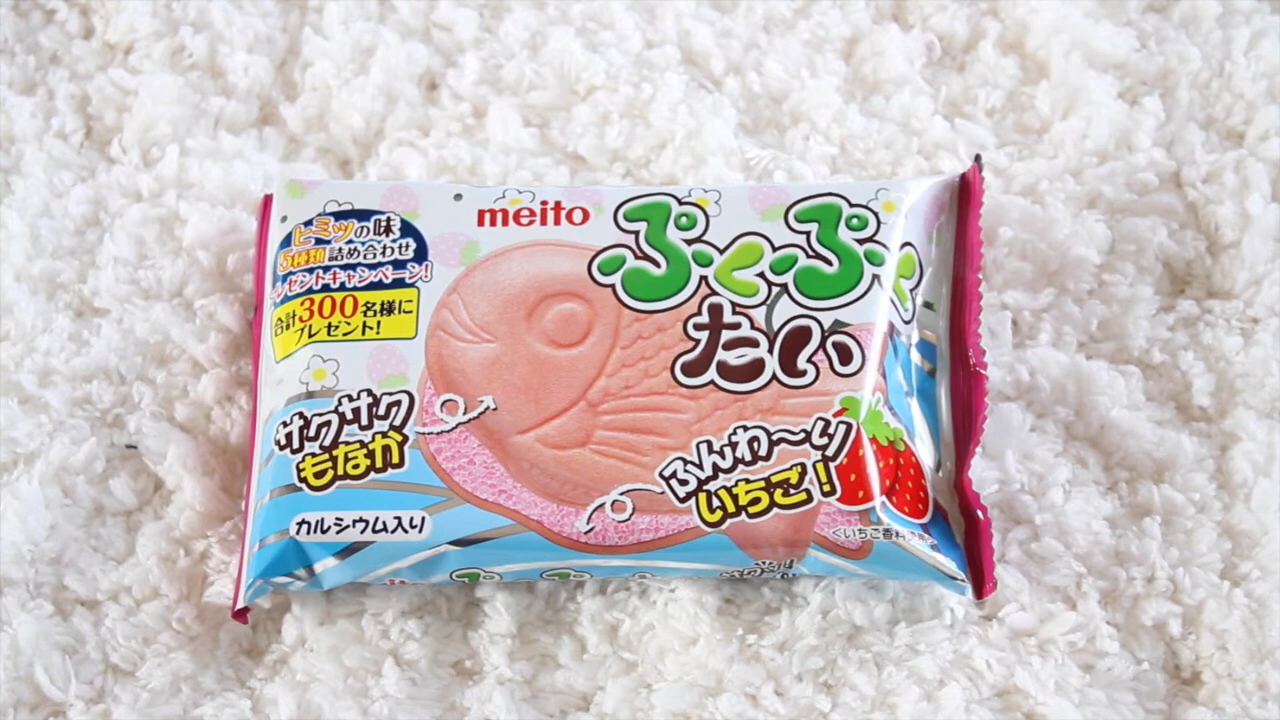 meito
ぷくぷく
たい
ヒミツの味
5種類詰め合わせ
プレゼントキャンペーン!
合計300名様に
プレゼント!
サクサク
もなか
ふんわ〜り
いちご!
カルシウム入り